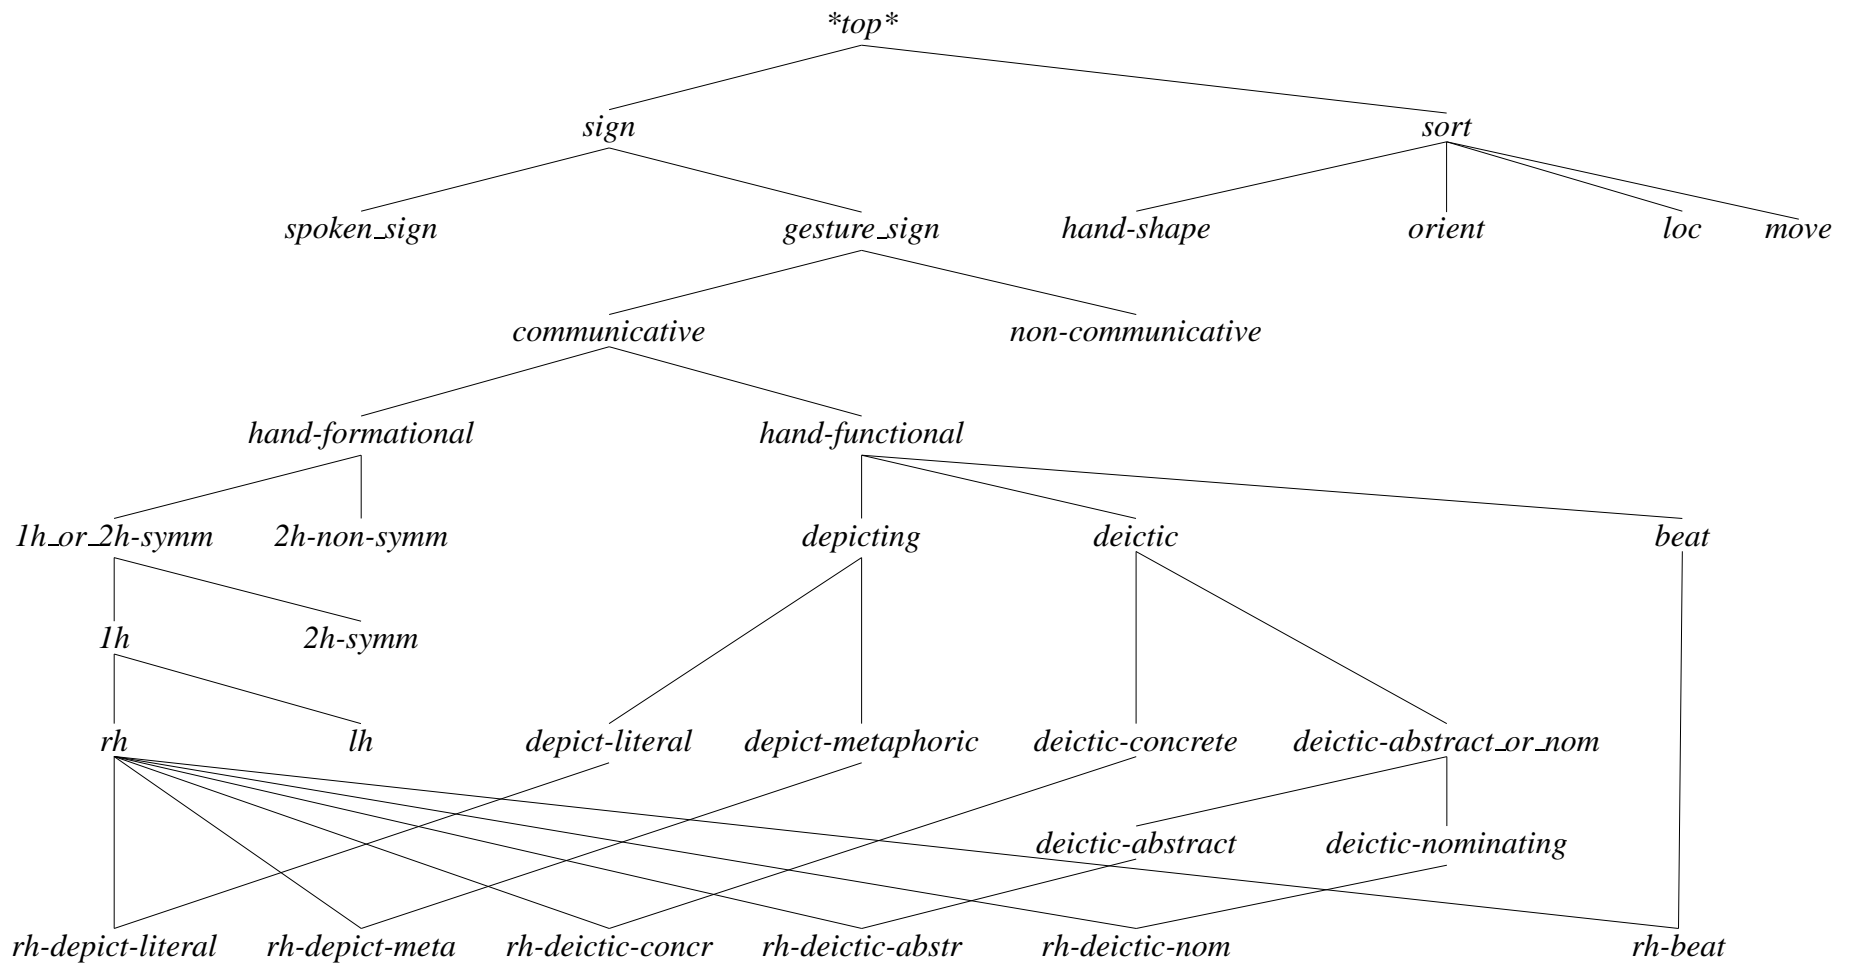 *top*
sign sort
spoken_sign gesture_sign hand-shape orient loc move
communicative non-communicative
hand-formational hand-functional
1h_or_2h-symm 2h-non-symm depicting deictic beat
1h 2h-symm
rh lh depict-literal depict-metaphoric deictic-concrete deictic-abstract_or_nom
deictic-abstract deictic-nominating
rh-depict-literal rh-depict-meta rh-deictic-concr rh-deictic-abstr rh-deictic-nom rh-beat